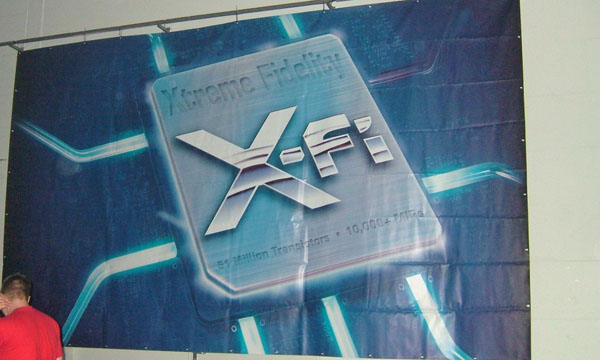 Xtreme Fidelity
X-Fi
51 Million Transistors • 10,000+ MIPS